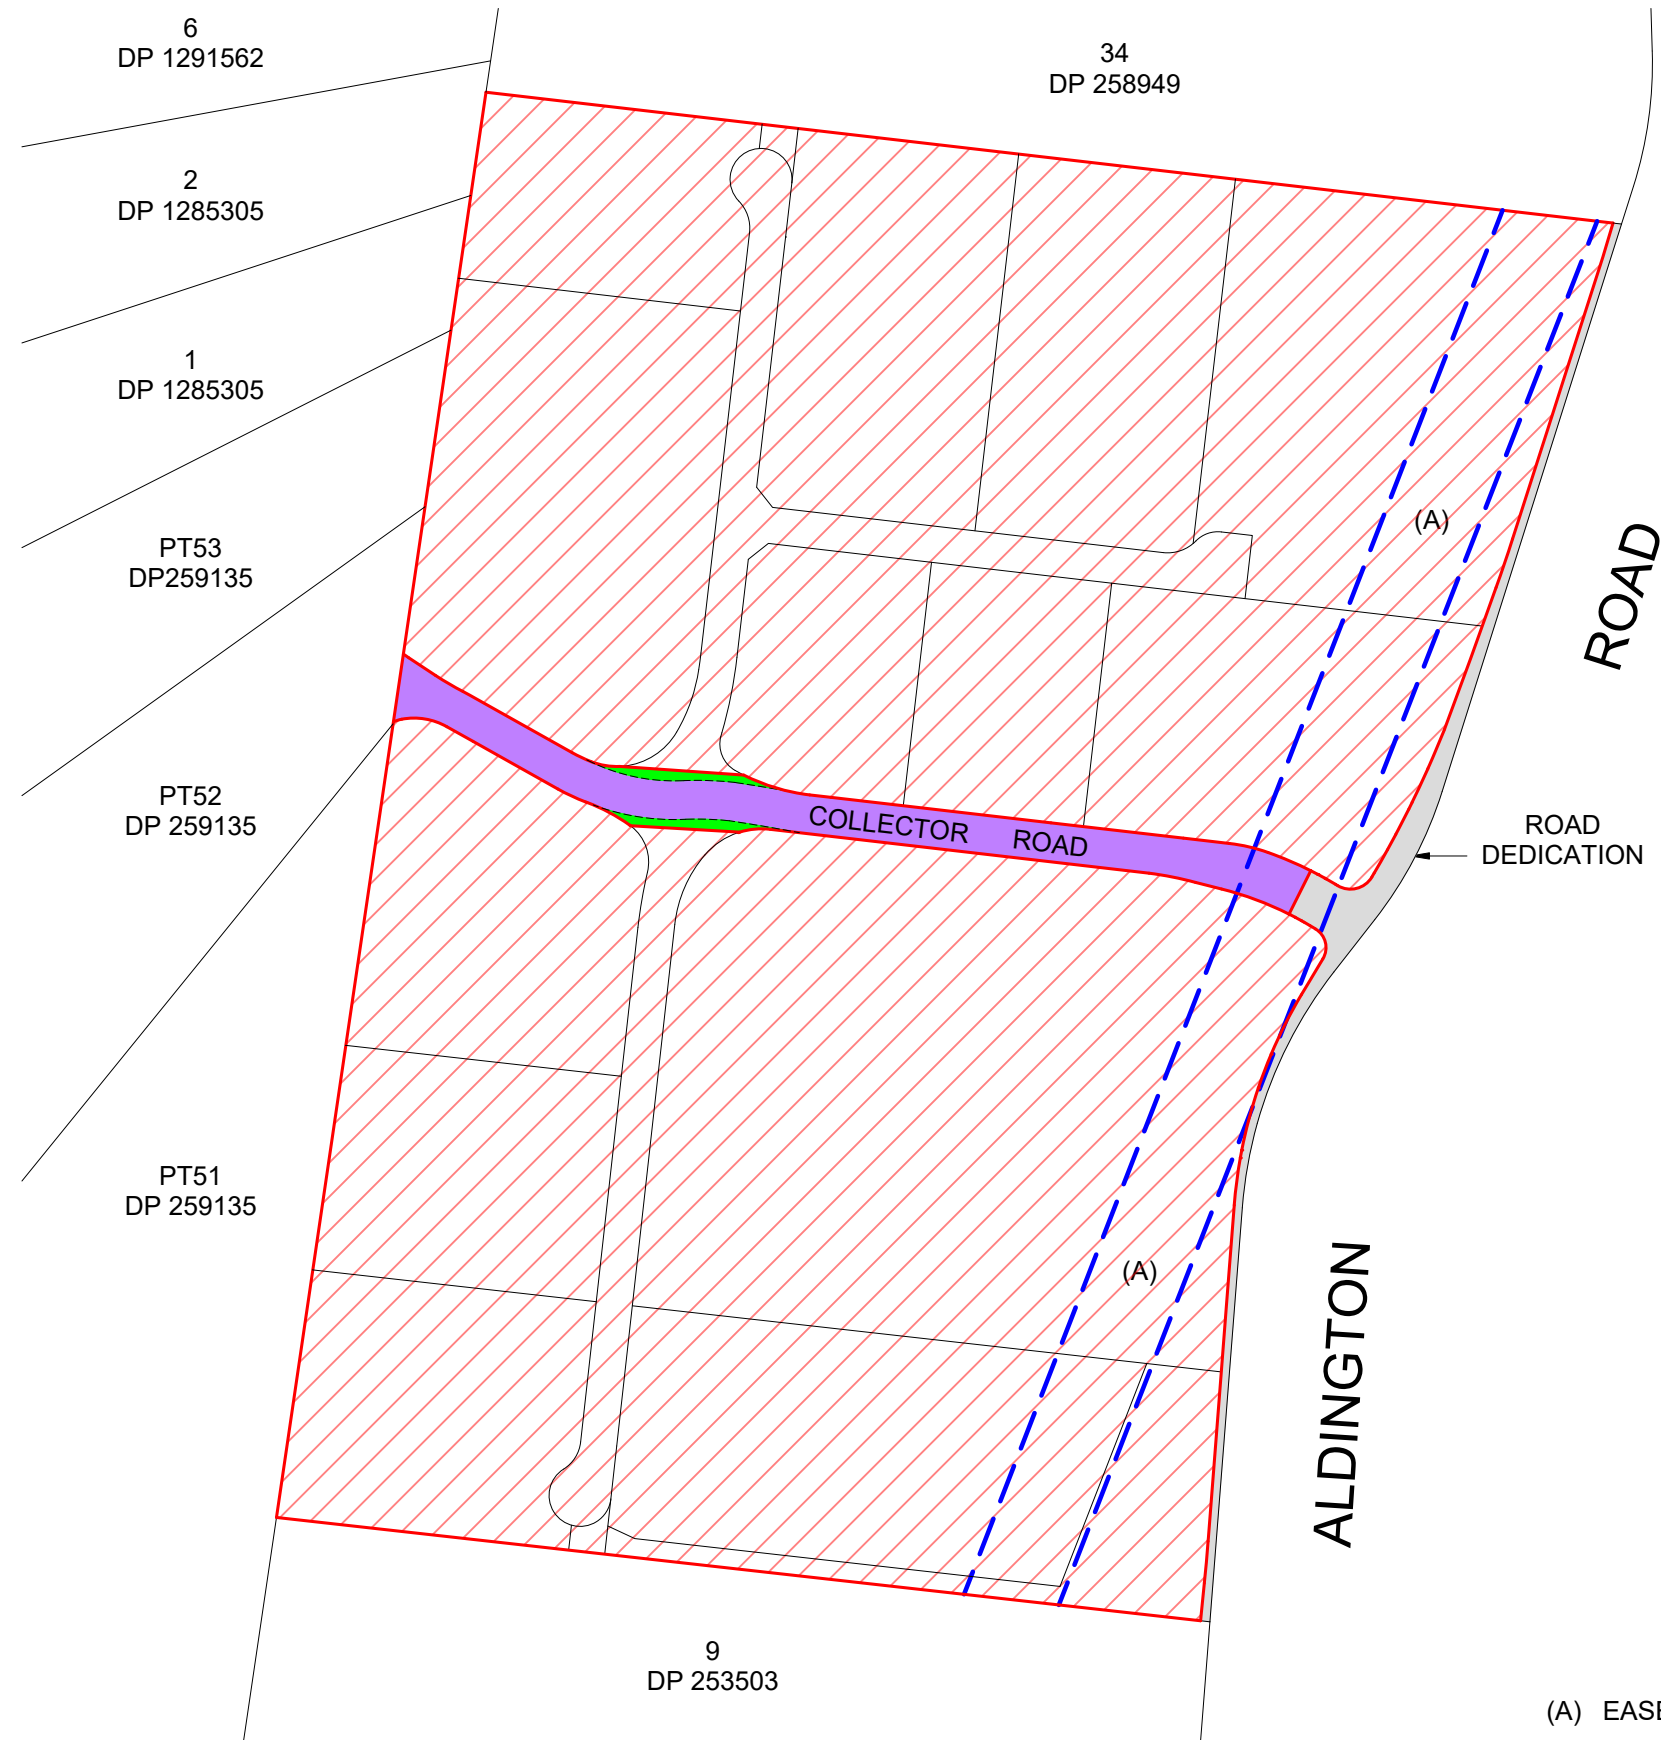 6
DP 1291562
34
DP 258949
2
DP 1285305
1
DP 1285305
PT53
DP259135
(A)
ROAD
PT52
DP 259135
COLLECTOR ROAD
ROAD
DEDICATION
PT51
DP 259135
(A)
ALDINGTON
9
DP 253503
(A)